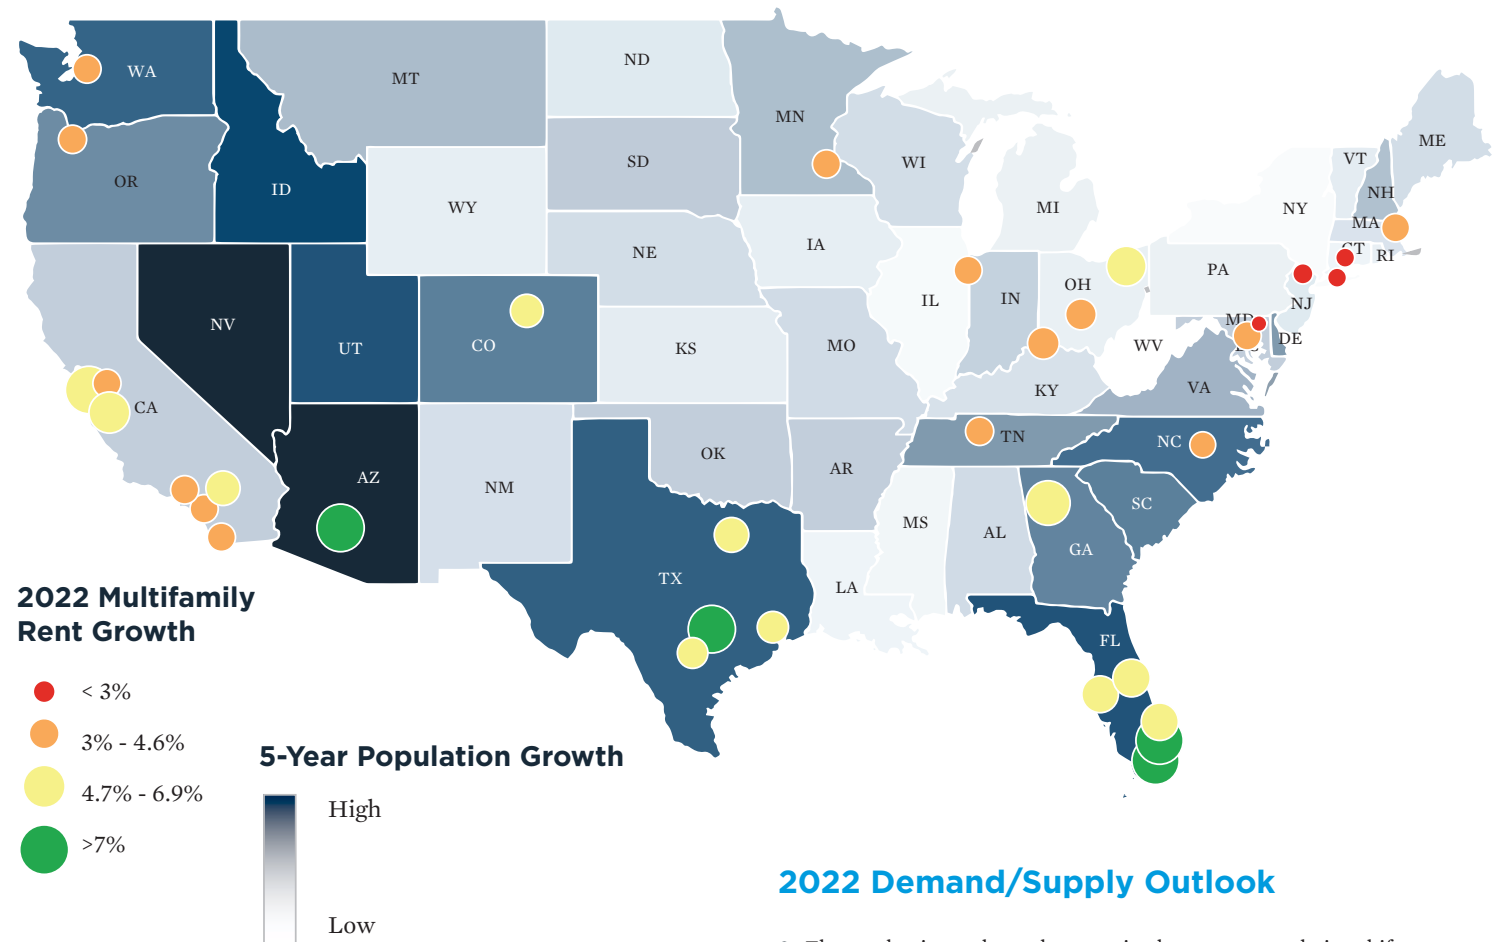 WA
MT
ND
MN
OR
ID
WY
SD
WI
MI
VT
NH
ME
NY
MA
CT
RI
NE
IA
PA
NV
UT
CO
KS
MO
IL
IN
OH
NJ
DE
WV
KY
VA
CA
AZ
NM
OK
AR
TN
NC
SC
MS
AL
GA
TX
LA
FL
2022 Multifamily
Rent Growth
< 3%
3% - 4.6%
4.7% - 6.9%
>7%
5-Year Population Growth
High
Low
2022 Demand/Supply Outlook